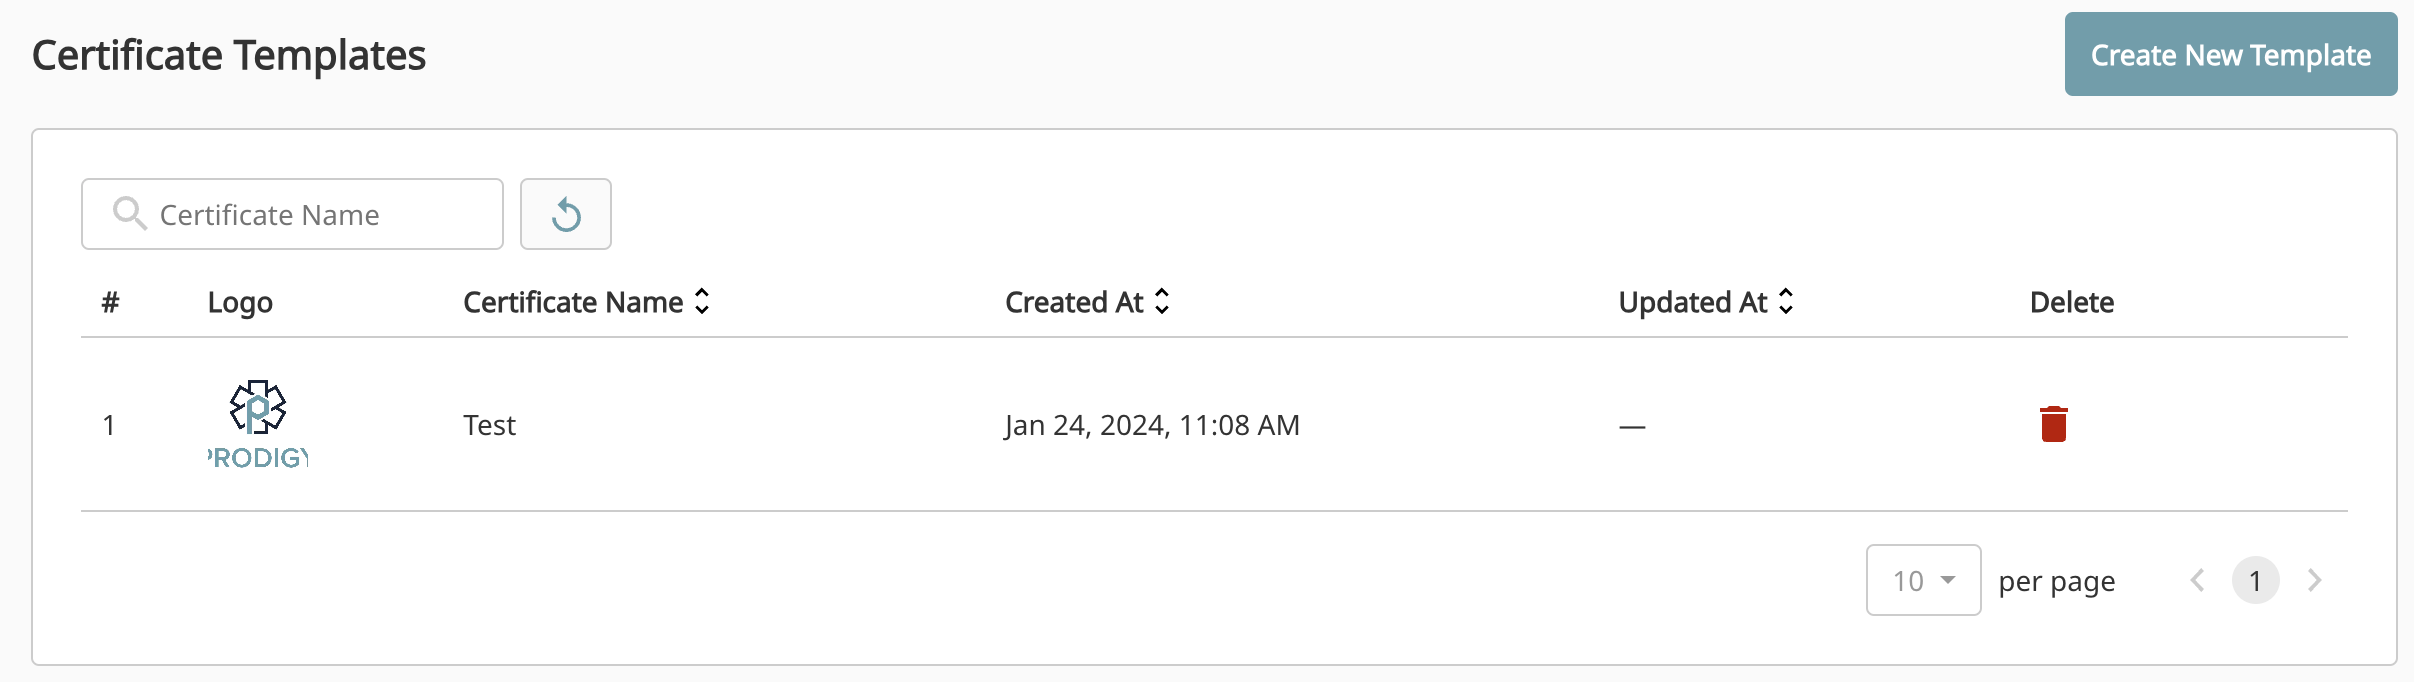 Certificate Templates
Create New Template
Certificate Name
# Logo Certificate Name Created At Updated At Delete
1 PRODIGY Test Jan 24, 2024, 11:08 AM —
10 per page 1